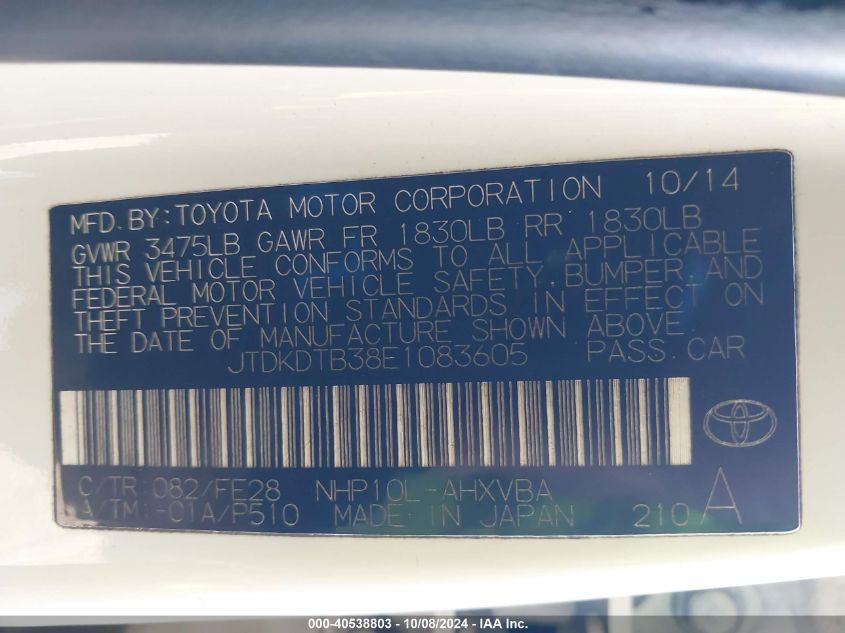 MFD. BY: TOYOTA MOTOR CORPORATION 10/14
GVWR 3475LB GAWR FR 1830LB RR 1830LB
THIS VEHICLE CONFORMS TO ALL APPLICABLE
FEDERAL MOTOR VEHICLE SAFETY, BUMPER, AND
THEFT PREVENTION STANDARDS IN EFFECT ON
THE DATE OF MANUFACTURE SHOWN ABOVE.
JTDKDTB38E1083605 PASS. CAR
C/TR 082/FE28 NHP10L-AHXVBA
A/TM -01A/P510 MADE IN JAPAN 210 A
000-40538803 - 10/08/2024 - IAA Inc.